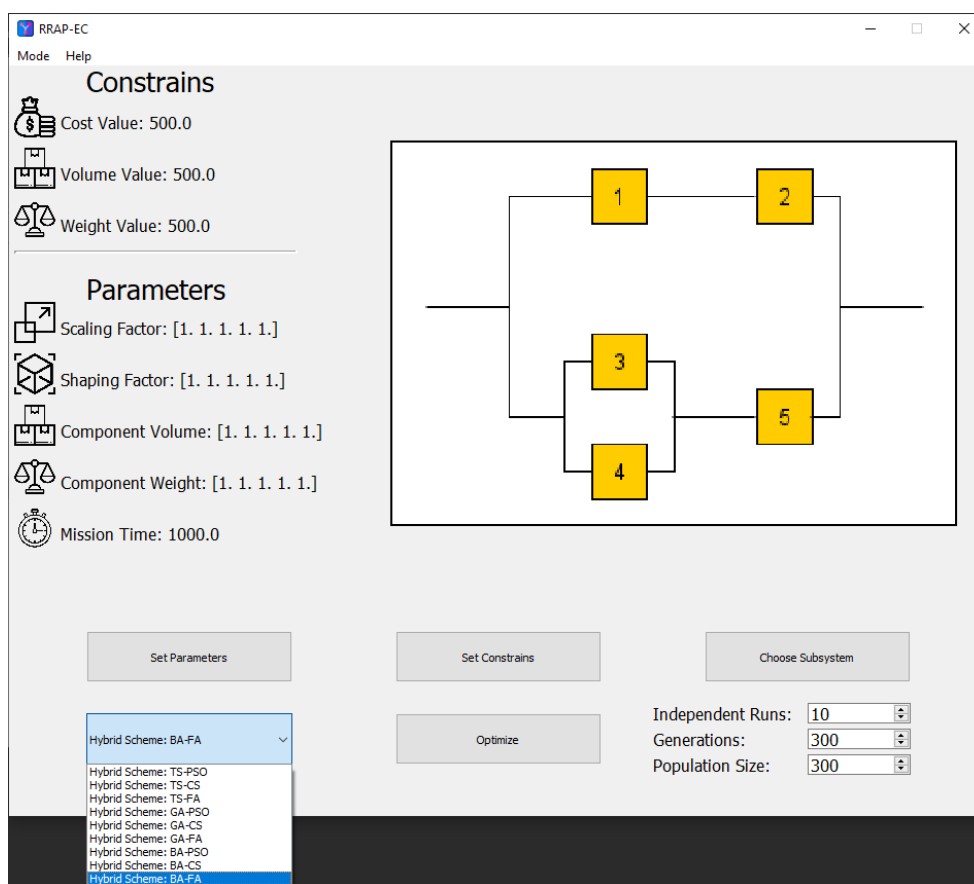 RRAP-EC
Mode Help
Constrains
Cost Value: 500.0
Volume Value: 500.0
Weight Value: 500.0
Parameters
Scaling Factor: [1. 1. 1. 1. 1.]
Shaping Factor: [1. 1. 1. 1. 1.]
Component Volume: [1. 1. 1. 1. 1.]
Component Weight: [1. 1. 1. 1. 1.]
Mission Time: 1000.0
1 2
3
5
4
Set Parameters Set Constrains Choose Subsystem
Hybrid Scheme: BA-FA
Optimize
Independent Runs: 10
Generations: 300
Population Size: 300
Hybrid Scheme: TS-PSO
Hybrid Scheme: TS-CS
Hybrid Scheme: TS-FA
Hybrid Scheme: GA-PSO
Hybrid Scheme: GA-CS
Hybrid Scheme: GA-FA
Hybrid Scheme: BA-PSO
Hybrid Scheme: BA-CS
Hybrid Scheme: BA-FA